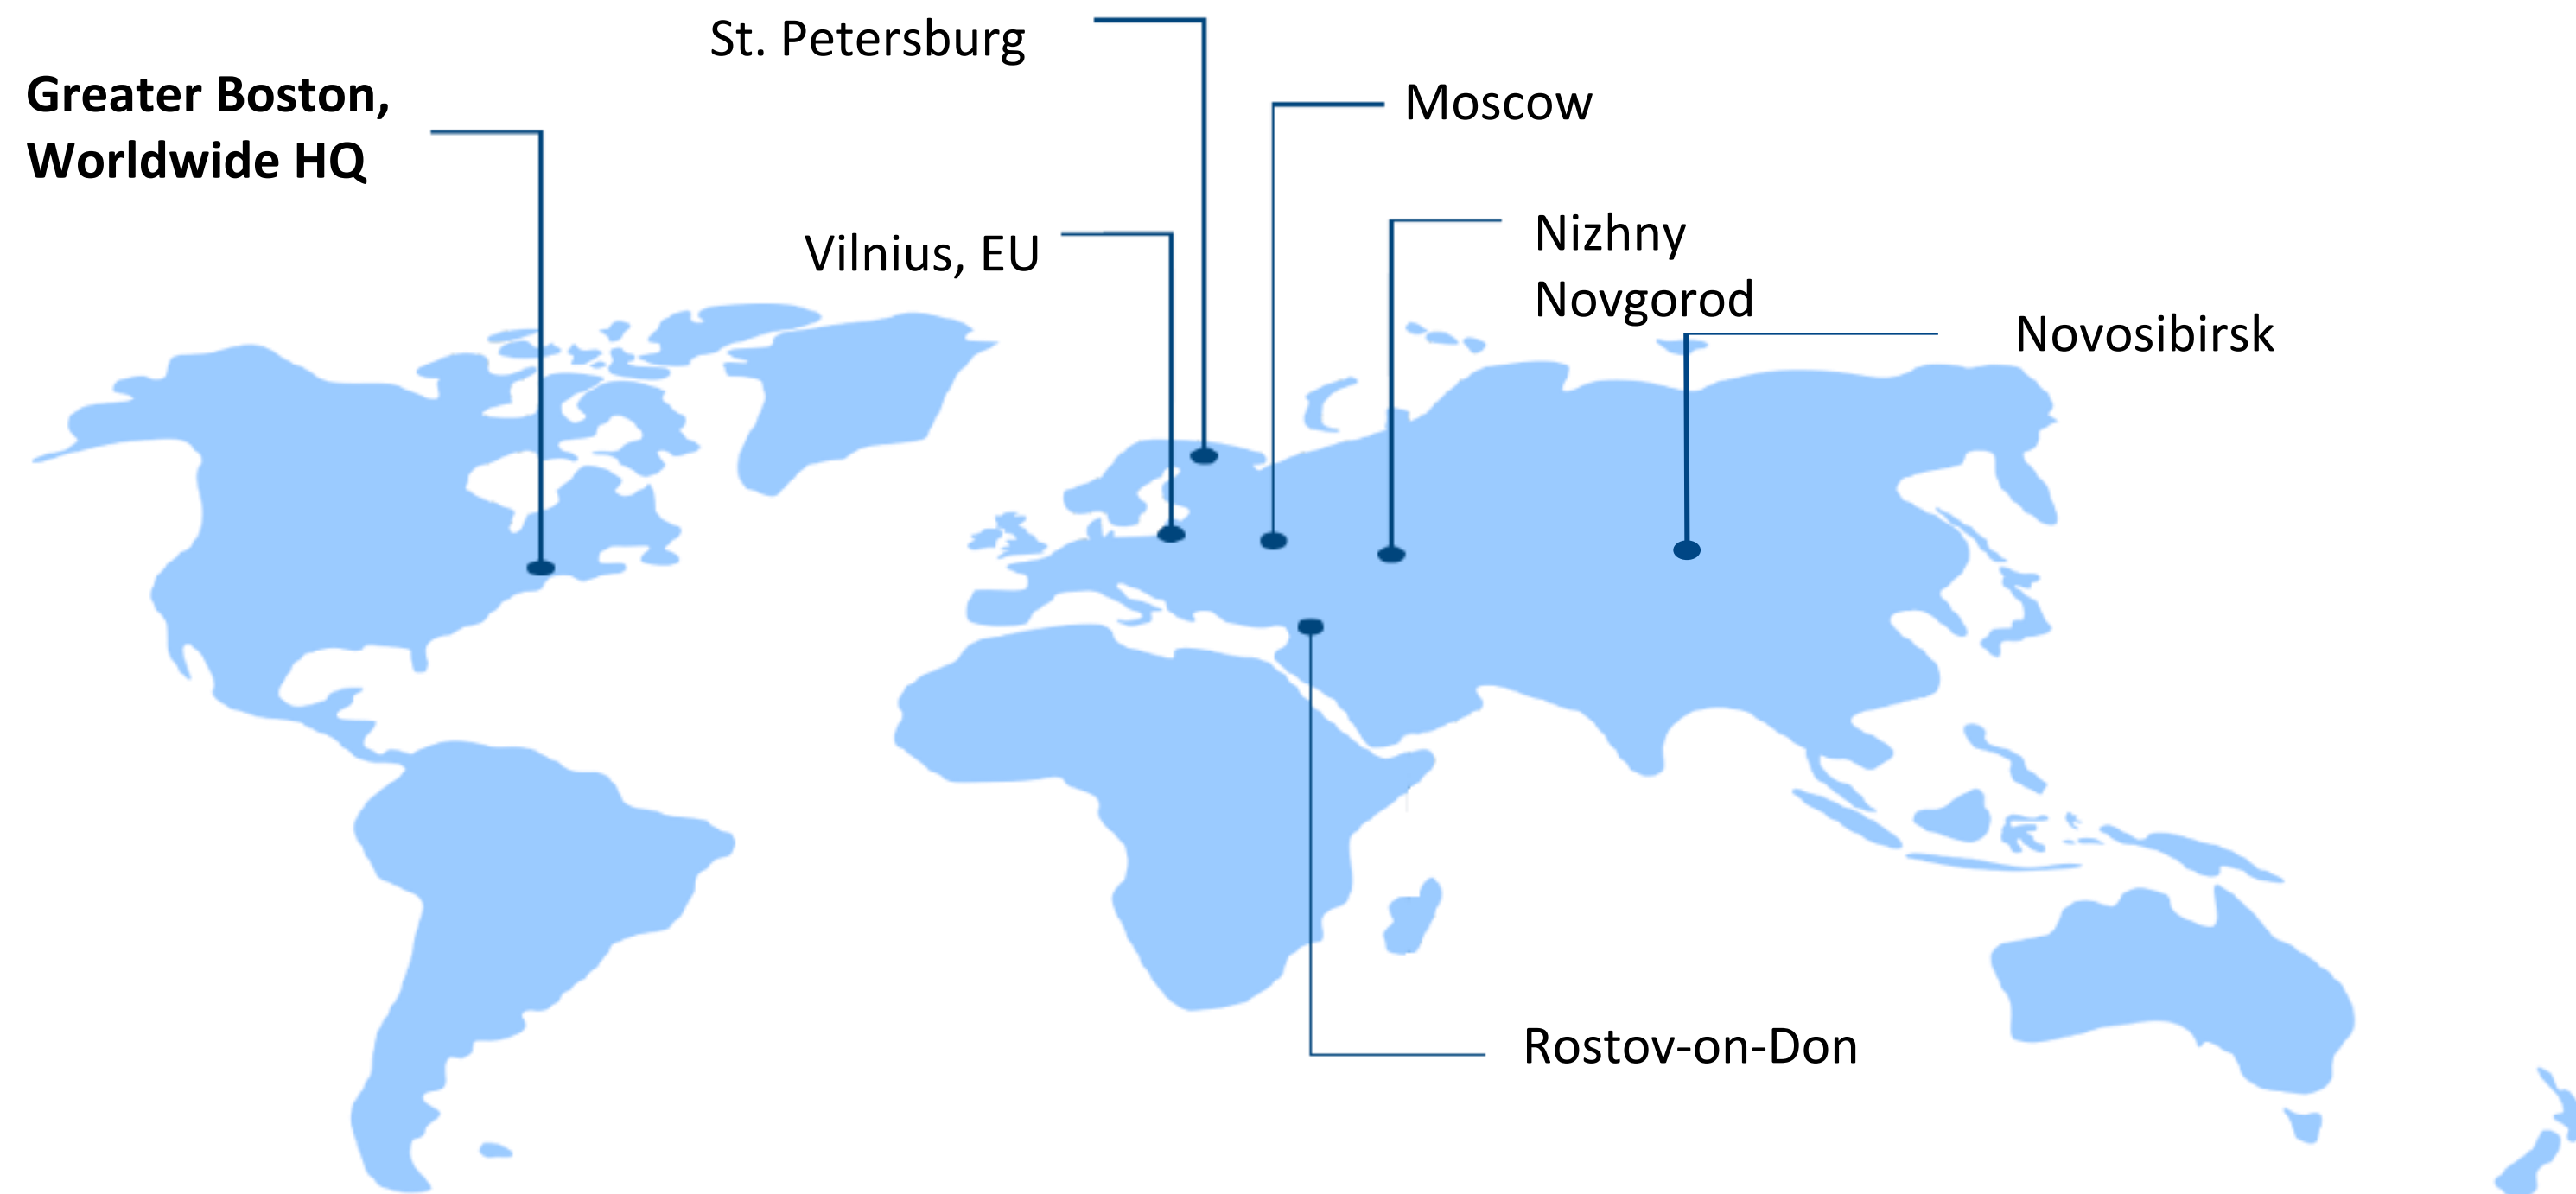 St. Petersburg
Greater Boston,
Worldwide HQ
Moscow
Vilnius, EU
Nizhny
Novgorod
Novosibirsk
Rostov-on-Don